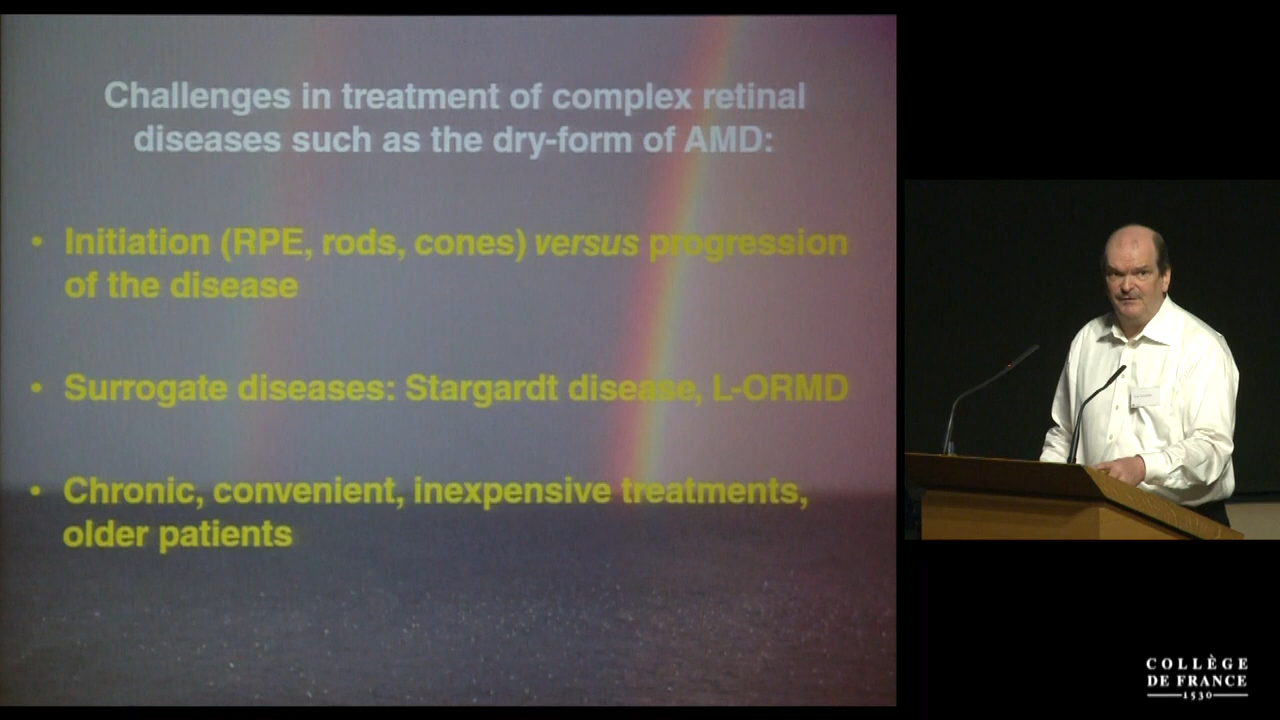 Challenges in treatment of complex retinal
diseases such as the dry-form of AMD:
• Initiation (RPE, rods, cones) versus progression
of the disease
• Surrogate diseases: Stargardt disease, L-ORMD
• Chronic, convenient, inexpensive treatments,
older patients
COLLÈGE
DE FRANCE
1530